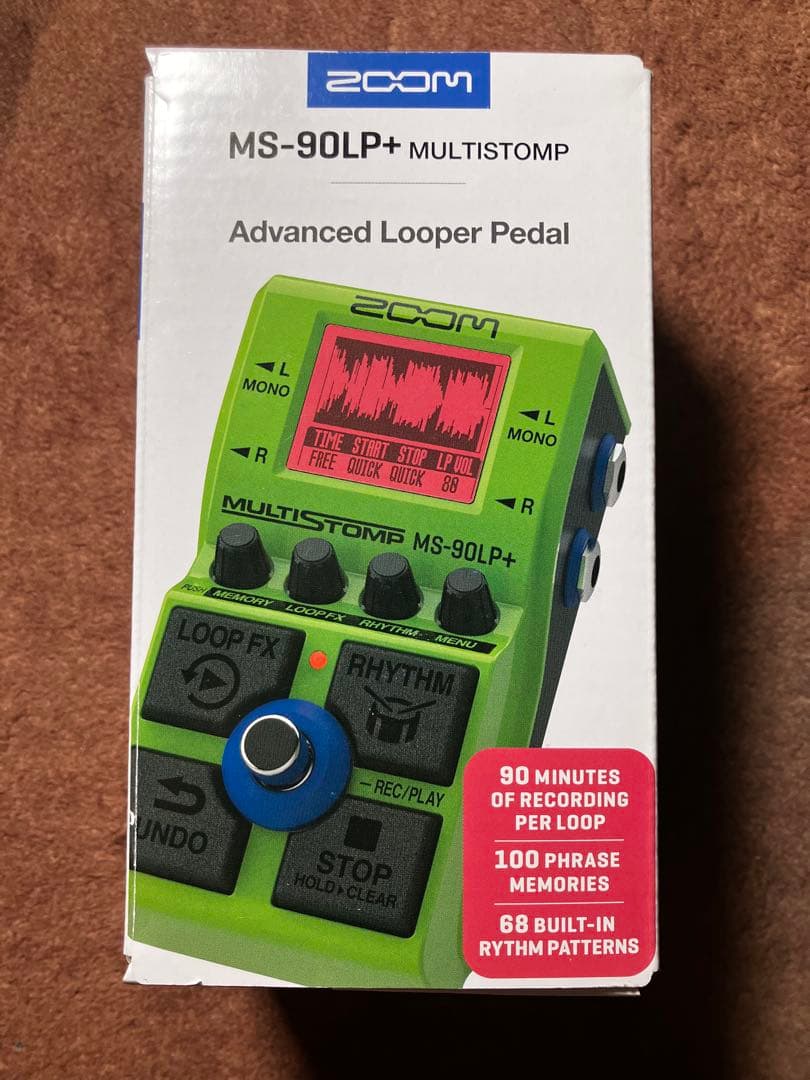 ZOOM
MS-90LP+ MULTISTOMP
Advanced Looper Pedal
ZOOM
L
MONO
R
L
MONO
R
TIME START STOP LP VOL
FREE QUICK QUICK 80
MULTISTOMP MS-90LP+
PUSH MEMORY LOOP FX RHYTHM MENU
LOOP FX
RHYTHM
REC/PLAY
UNDO
STOP
HOLD CLEAR
90 MINUTES
OF RECORDING
PER LOOP
100 PHRASE
MEMORIES
68 BUILT-IN
RYTHM PATTERNS